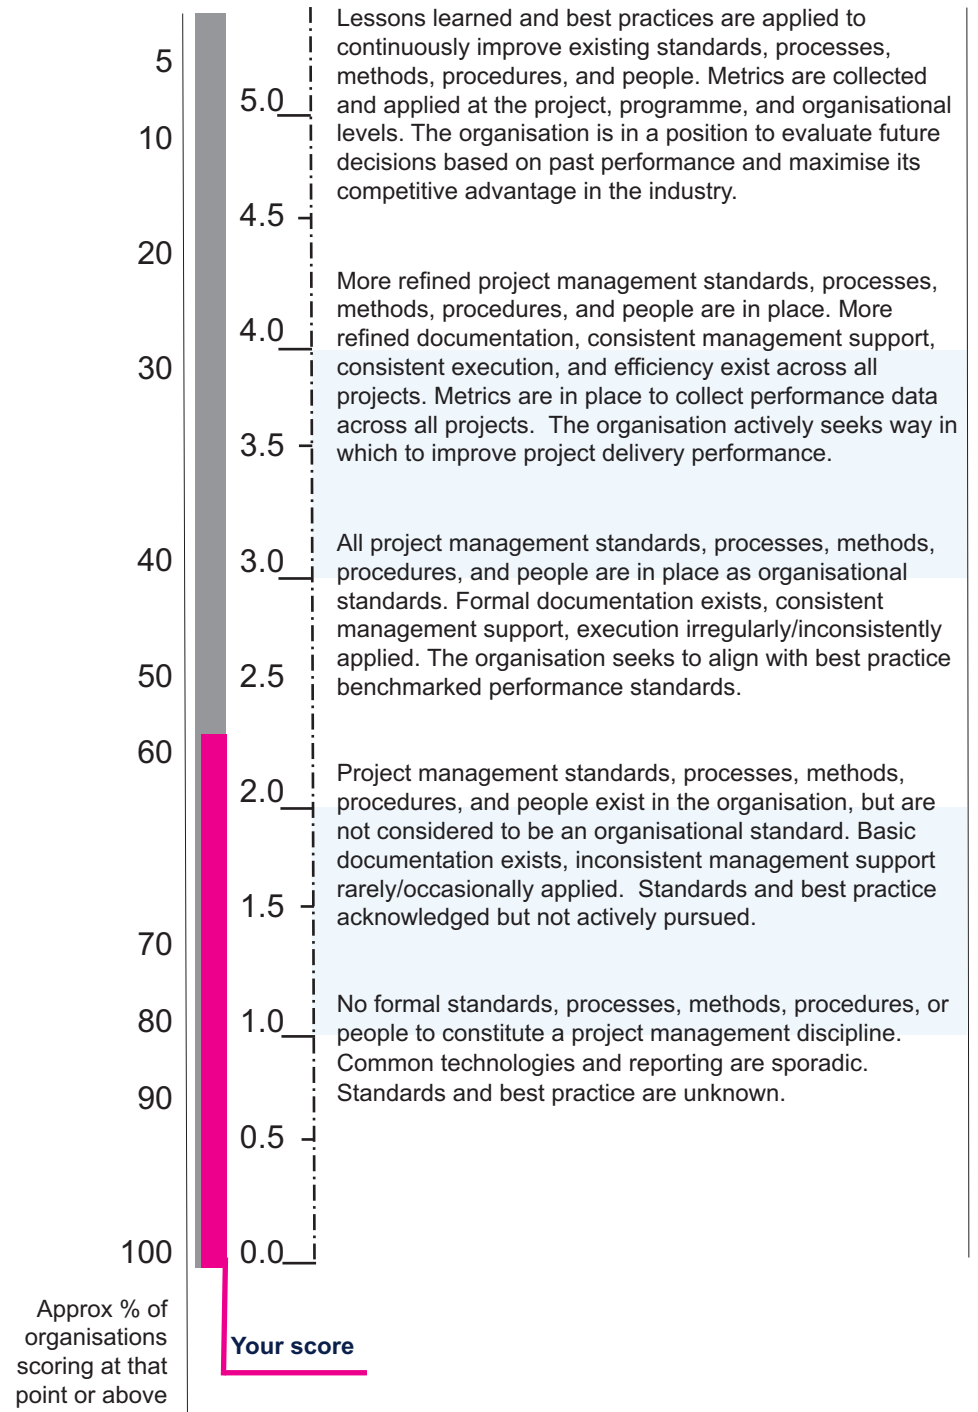 5
10
20
30
40
50
60
70
80
90
100
Approx % of
organisations
scoring at that
point or above
5.0
4.5
4.0
3.5
3.0
2.5
2.0
1.5
1.0
0.5
0.0
Your score
Lessons learned and best practices are applied to
continuously improve existing standards, processes,
methods, procedures, and people. Metrics are collected
and applied at the project, programme, and organisational
levels. The organisation is in a position to evaluate future
decisions based on past performance and maximise its
competitive advantage in the industry.
More refined project management standards, processes,
methods, procedures, and people are in place. More
refined documentation, consistent management support,
consistent execution, and efficiency exist across all
projects. Metrics are in place to collect performance data
across all projects.  The organisation actively seeks way in
which to improve project delivery performance.
All project management standards, processes, methods,
procedures, and people are in place as organisational
standards. Formal documentation exists, consistent
management support, execution irregularly/inconsistently
applied. The organisation seeks to align with best practice
benchmarked performance standards.
Project management standards, processes, methods,
procedures, and people exist in the organisation, but are
not considered to be an organisational standard. Basic
documentation exists, inconsistent management support
rarely/occasionally applied.  Standards and best practice
acknowledged but not actively pursued.
No formal standards, processes, methods, procedures, or
people to constitute a project management discipline.
Common technologies and reporting are sporadic.
Standards and best practice are unknown.